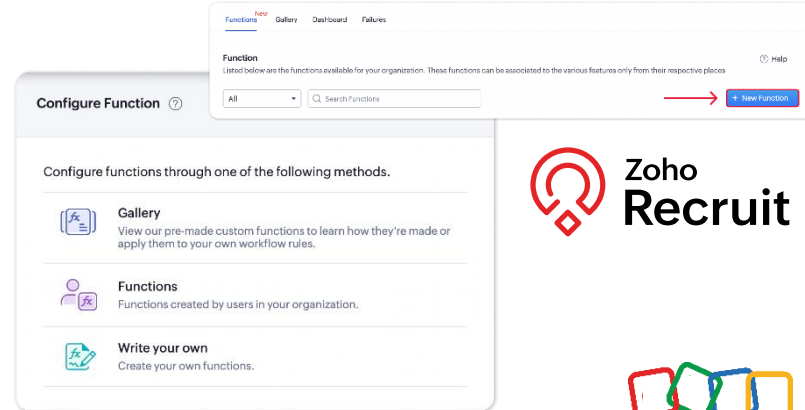 New
Functions Gallery Dashboard Failures
Function
Help
Listed below are the functions available for your organization. These functions can be associated to the various features only from their respective places
All
Search Functions
+ New Function
Configure Function ?
Configure functions through one of the following methods.
fx
Gallery
View our pre-made custom functions to learn how they're made or
apply them to your own workflow rules.
fx
Functions
Functions created by users in your organization.
fx
Write your own
Create your own functions.
Zoho
Recruit